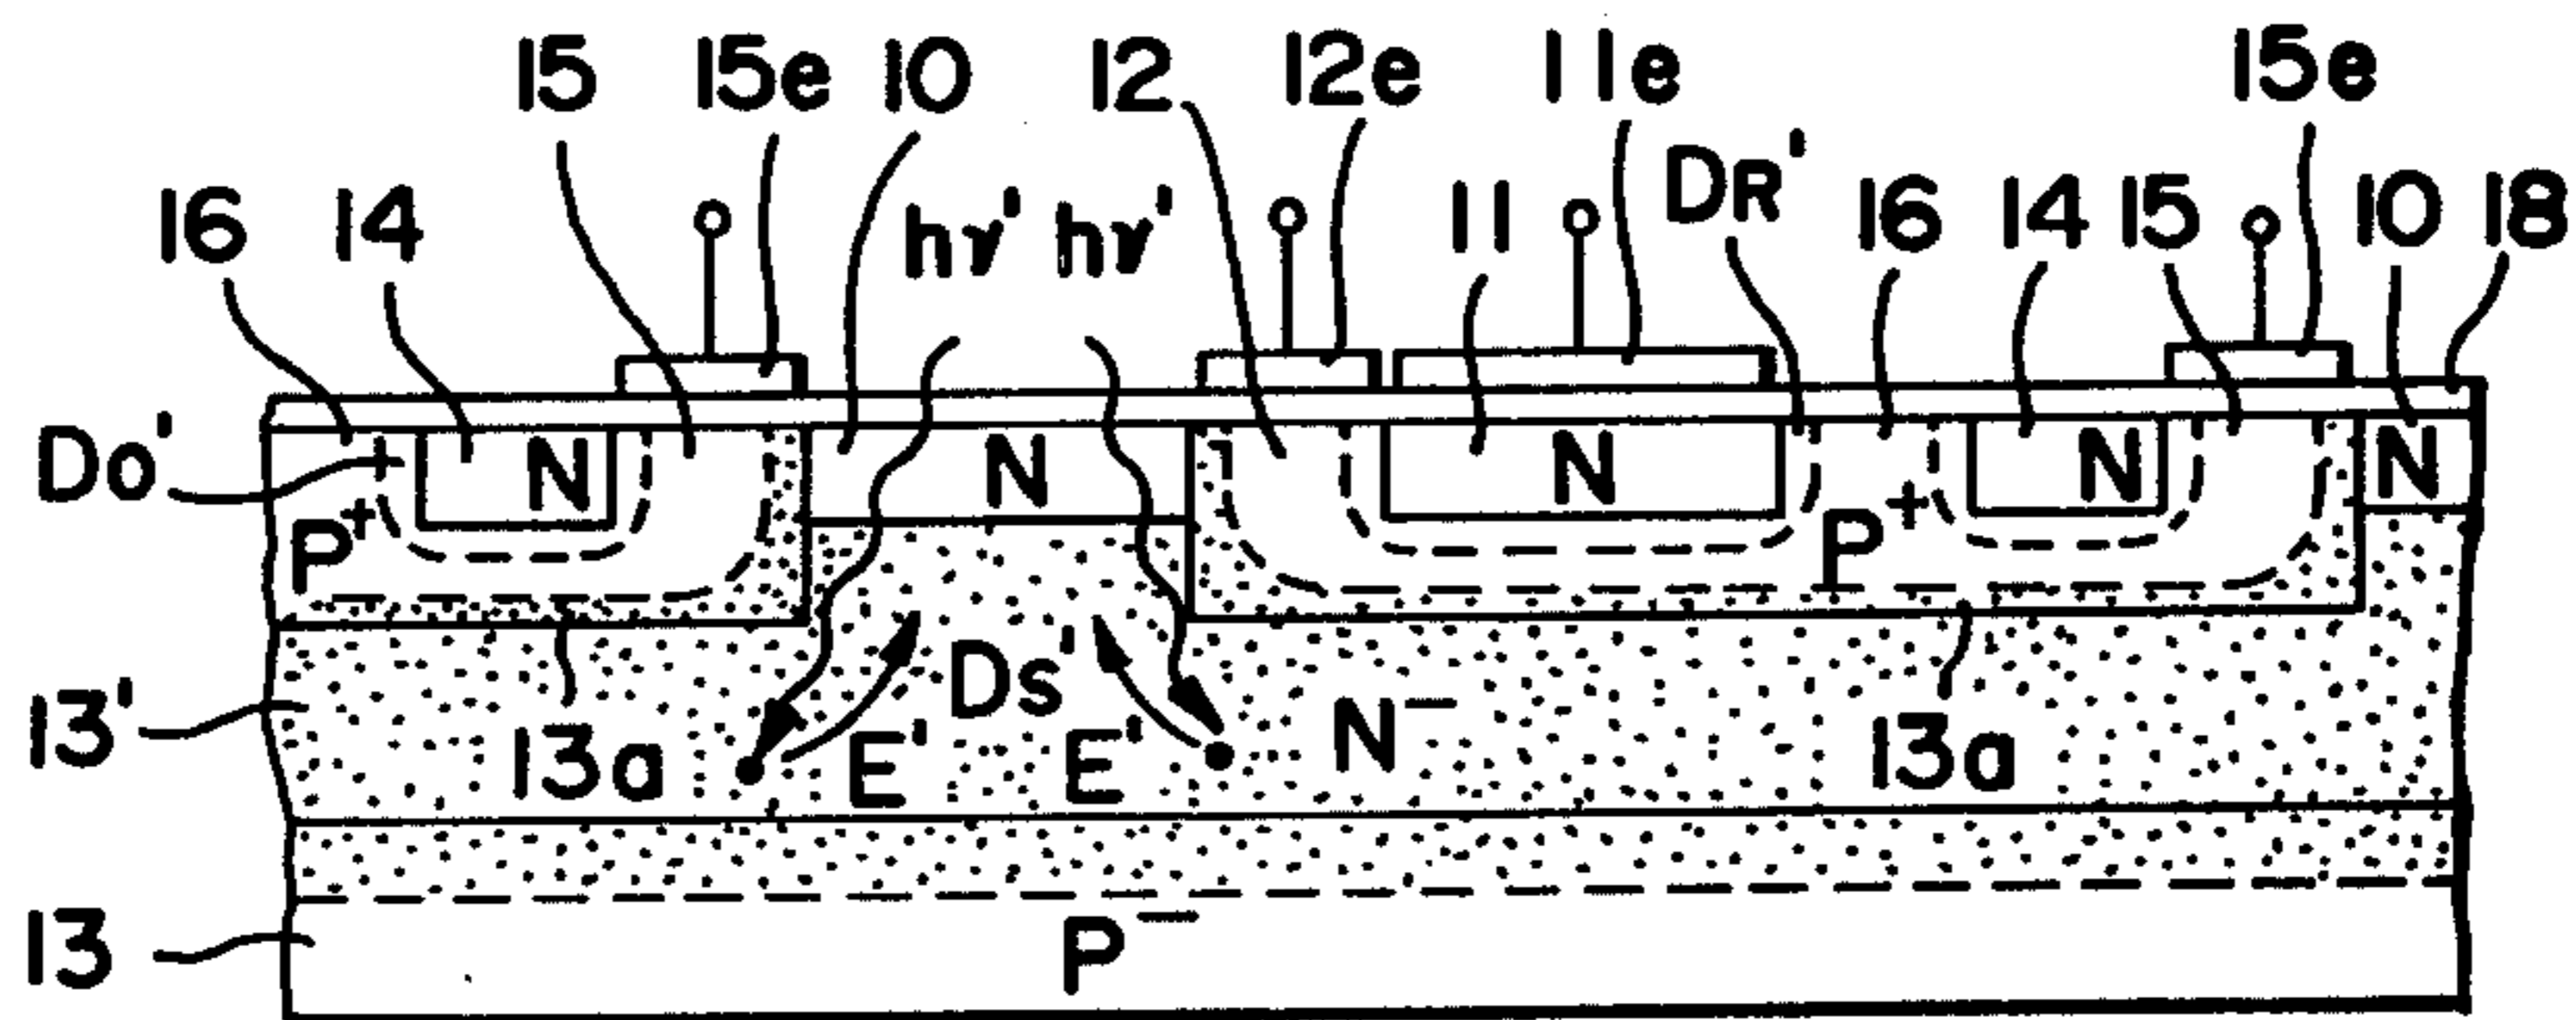 15 15e 10 12 12e 11e 15e
16 14 hν' hν' 11 DR' 16 14 15 10 18
Do' N N N N N
P+ P+
13' 13a E' Ds' E' N− 13a
13 P−